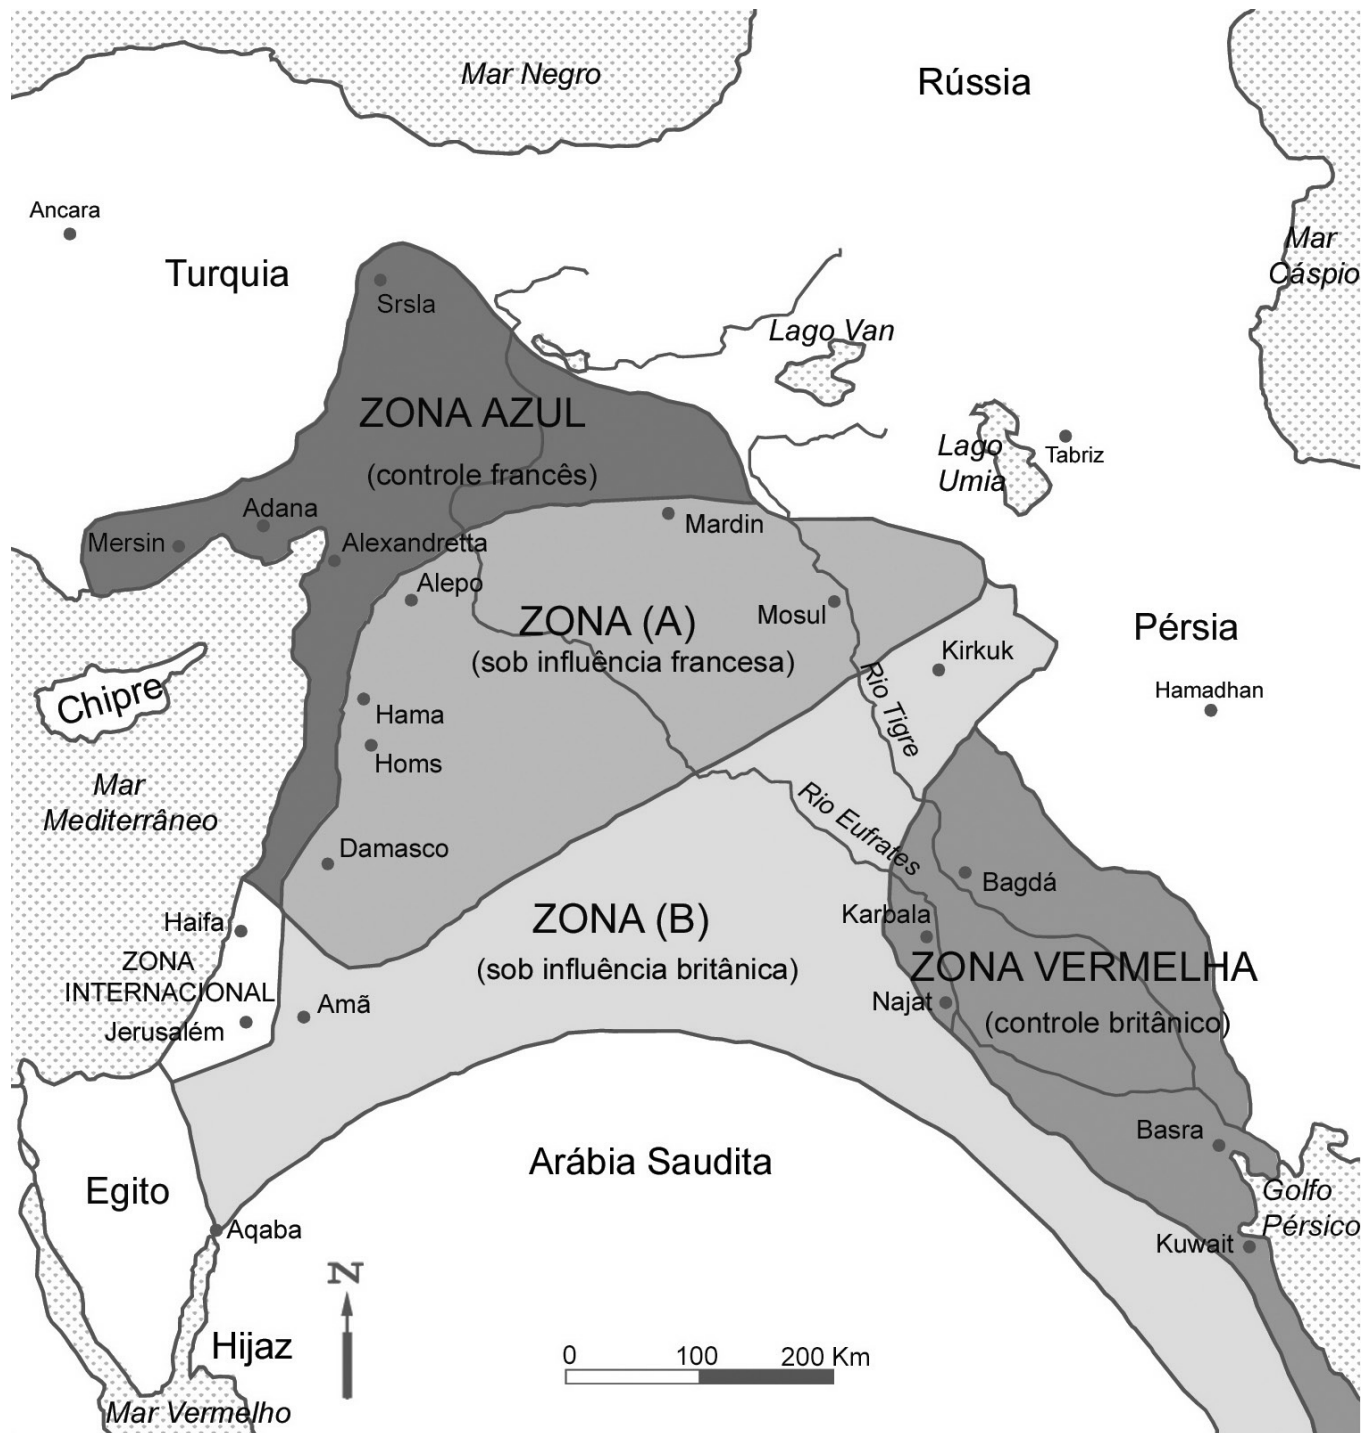 Mar Negro
Rússia
Ancara
Mar
Cáspio
Turquia
Srsla
Lago Van
ZONA AZUL
(controle francês)
Lago
Umia
Tabriz
Adana
Mersin
Alexandretta
Mardin
Alepo
ZONA (A)
(sob influência francesa)
Mosul
Pérsia
Kirkuk
Hamadhan
Chipre
Hama
Homs
Rio Tigre
Mar
Mediterrâneo
Rio Eufrates
Damasco
Bagdá
Haifa
ZONA (B)
(sob influência britânica)
Karbala
ZONA
INTERNACIONAL
ZONA VERMELHA
(controle britânico)
Najat
Amã
Jerusalém
Basra
Arábia Saudita
Egito
Golfo
Pérsico
Aqaba
Kuwait
N
Hijaz
0 100 200 Km
Mar Vermelho